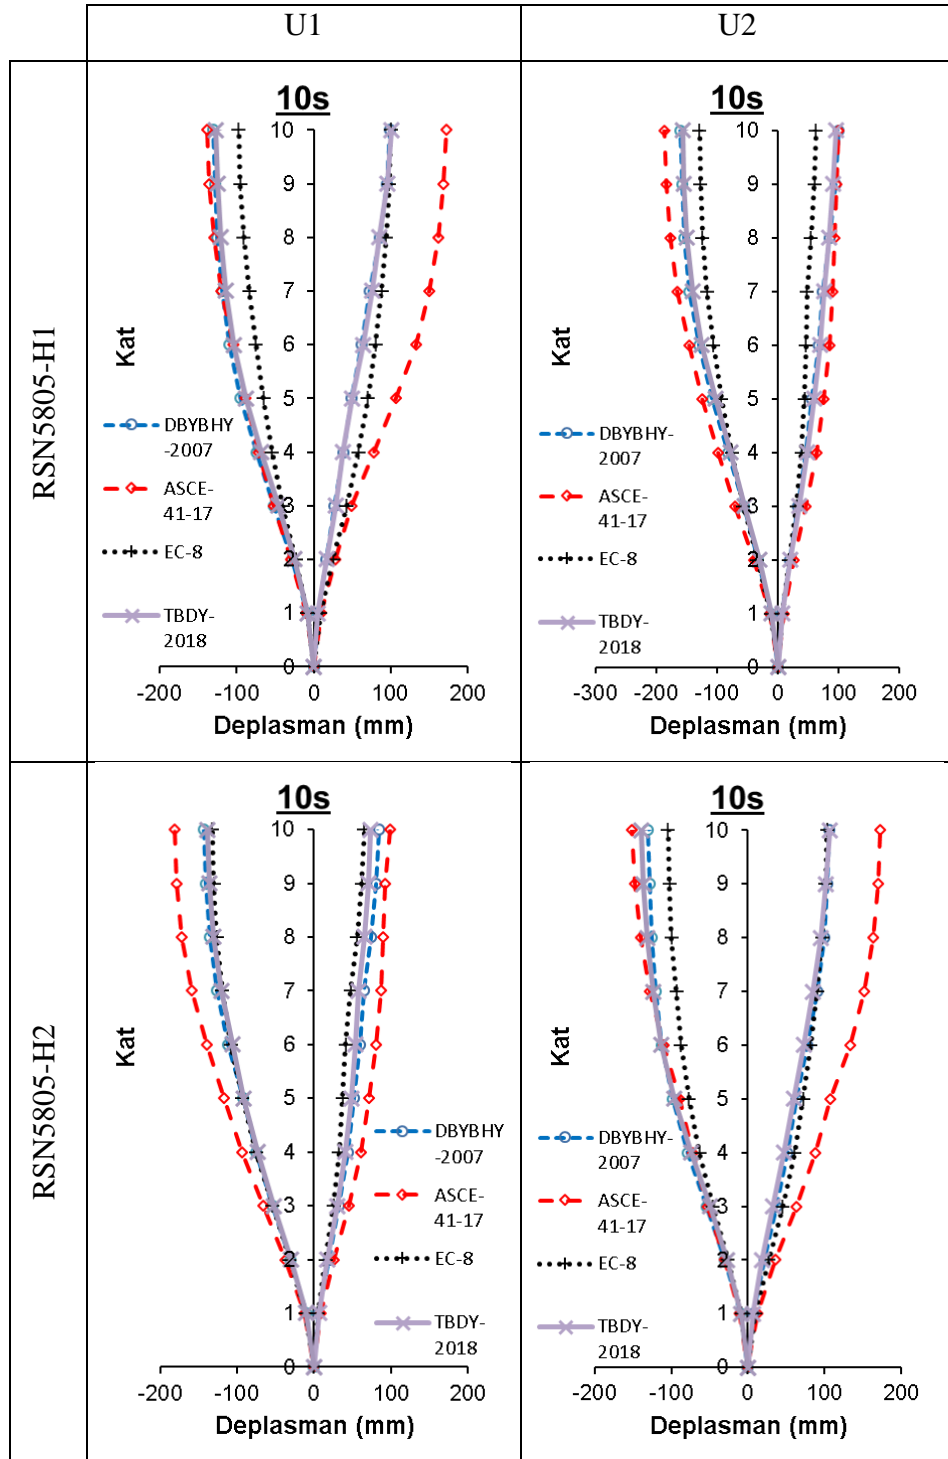 U1
U2
RSN5805-H1
10s
10
9
8
7
6
5
4
3
2
1
0
Kat
DBYBHY
-2007
ASCE-
41-17
EC-8
TBDY-
2018
-200 -100 0 100 200
Deplasman (mm)
10s
10
9
8
7
6
5
4
3
2
1
0
Kat
DBYBHY-
2007
ASCE-
41-17
EC-8
TBDY-
2018
-300 -200 -100 0 100 200
Deplasman (mm)
RSN5805-H2
10s
10
9
8
7
6
5
4
3
2
1
0
Kat
DBYBHY
-2007
ASCE-
41-17
EC-8
TBDY-
2018
-200 -100 0 100 200
Deplasman (mm)
10s
10
9
8
7
6
5
4
3
2
1
0
Kat
DBYBHY-
2007
ASCE-
41-17
EC-8
TBDY-
2018
-200 -100 0 100 200
Deplasman (mm)